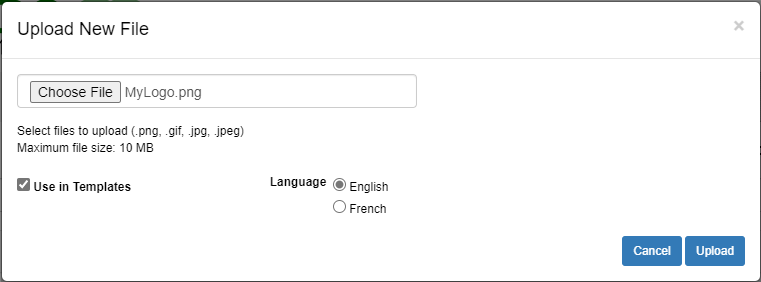 Upload New File
×
Choose File MyLogo.png
Select files to upload (.png, .gif, .jpg, .jpeg)
Maximum file size: 10 MB
Use in Templates Language English
French
Cancel Upload